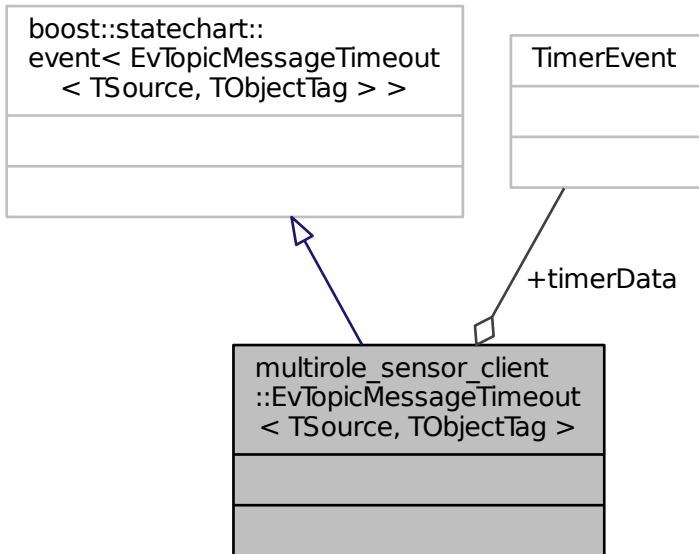 boost::statechart::
event< EvTopicMessageTimeout
< TSource, TObjectTag > >
TimerEvent
+timerData
multirole_sensor_client
::EvTopicMessageTimeout
< TSource, TObjectTag >